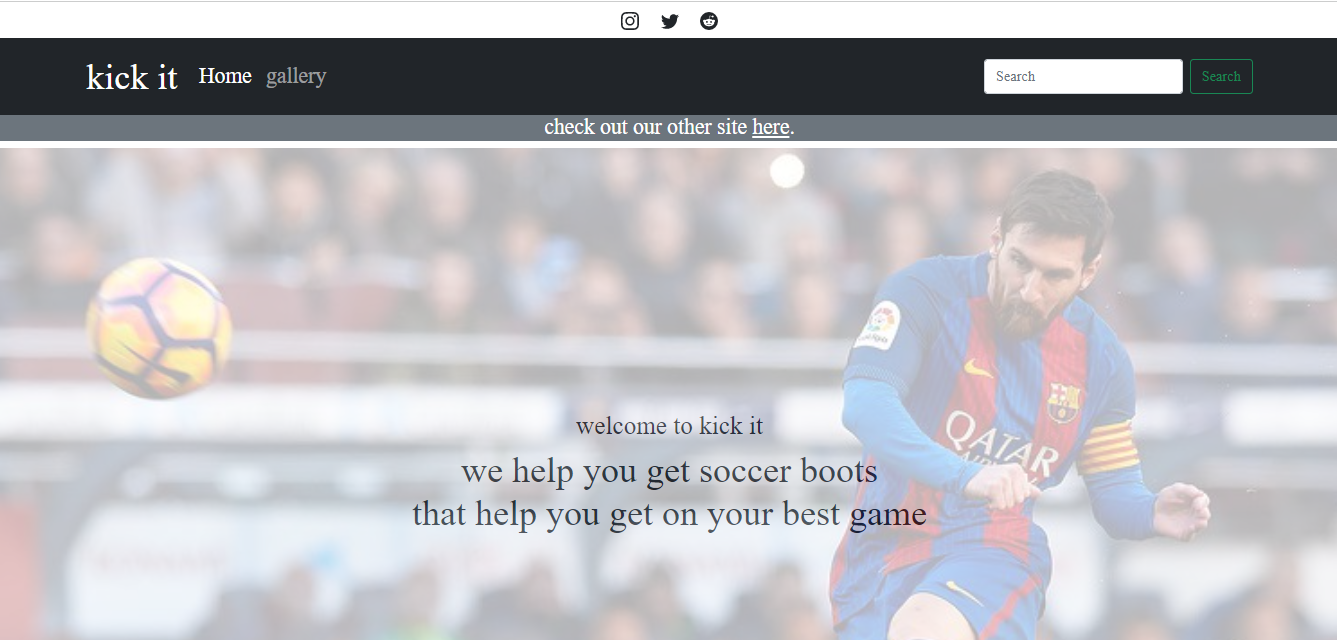 kick it Home gallery Search Search
check out our other site here.
LaLiga
QATAR
welcome to kick it
we help you get soccer boots
that help you get on your best game